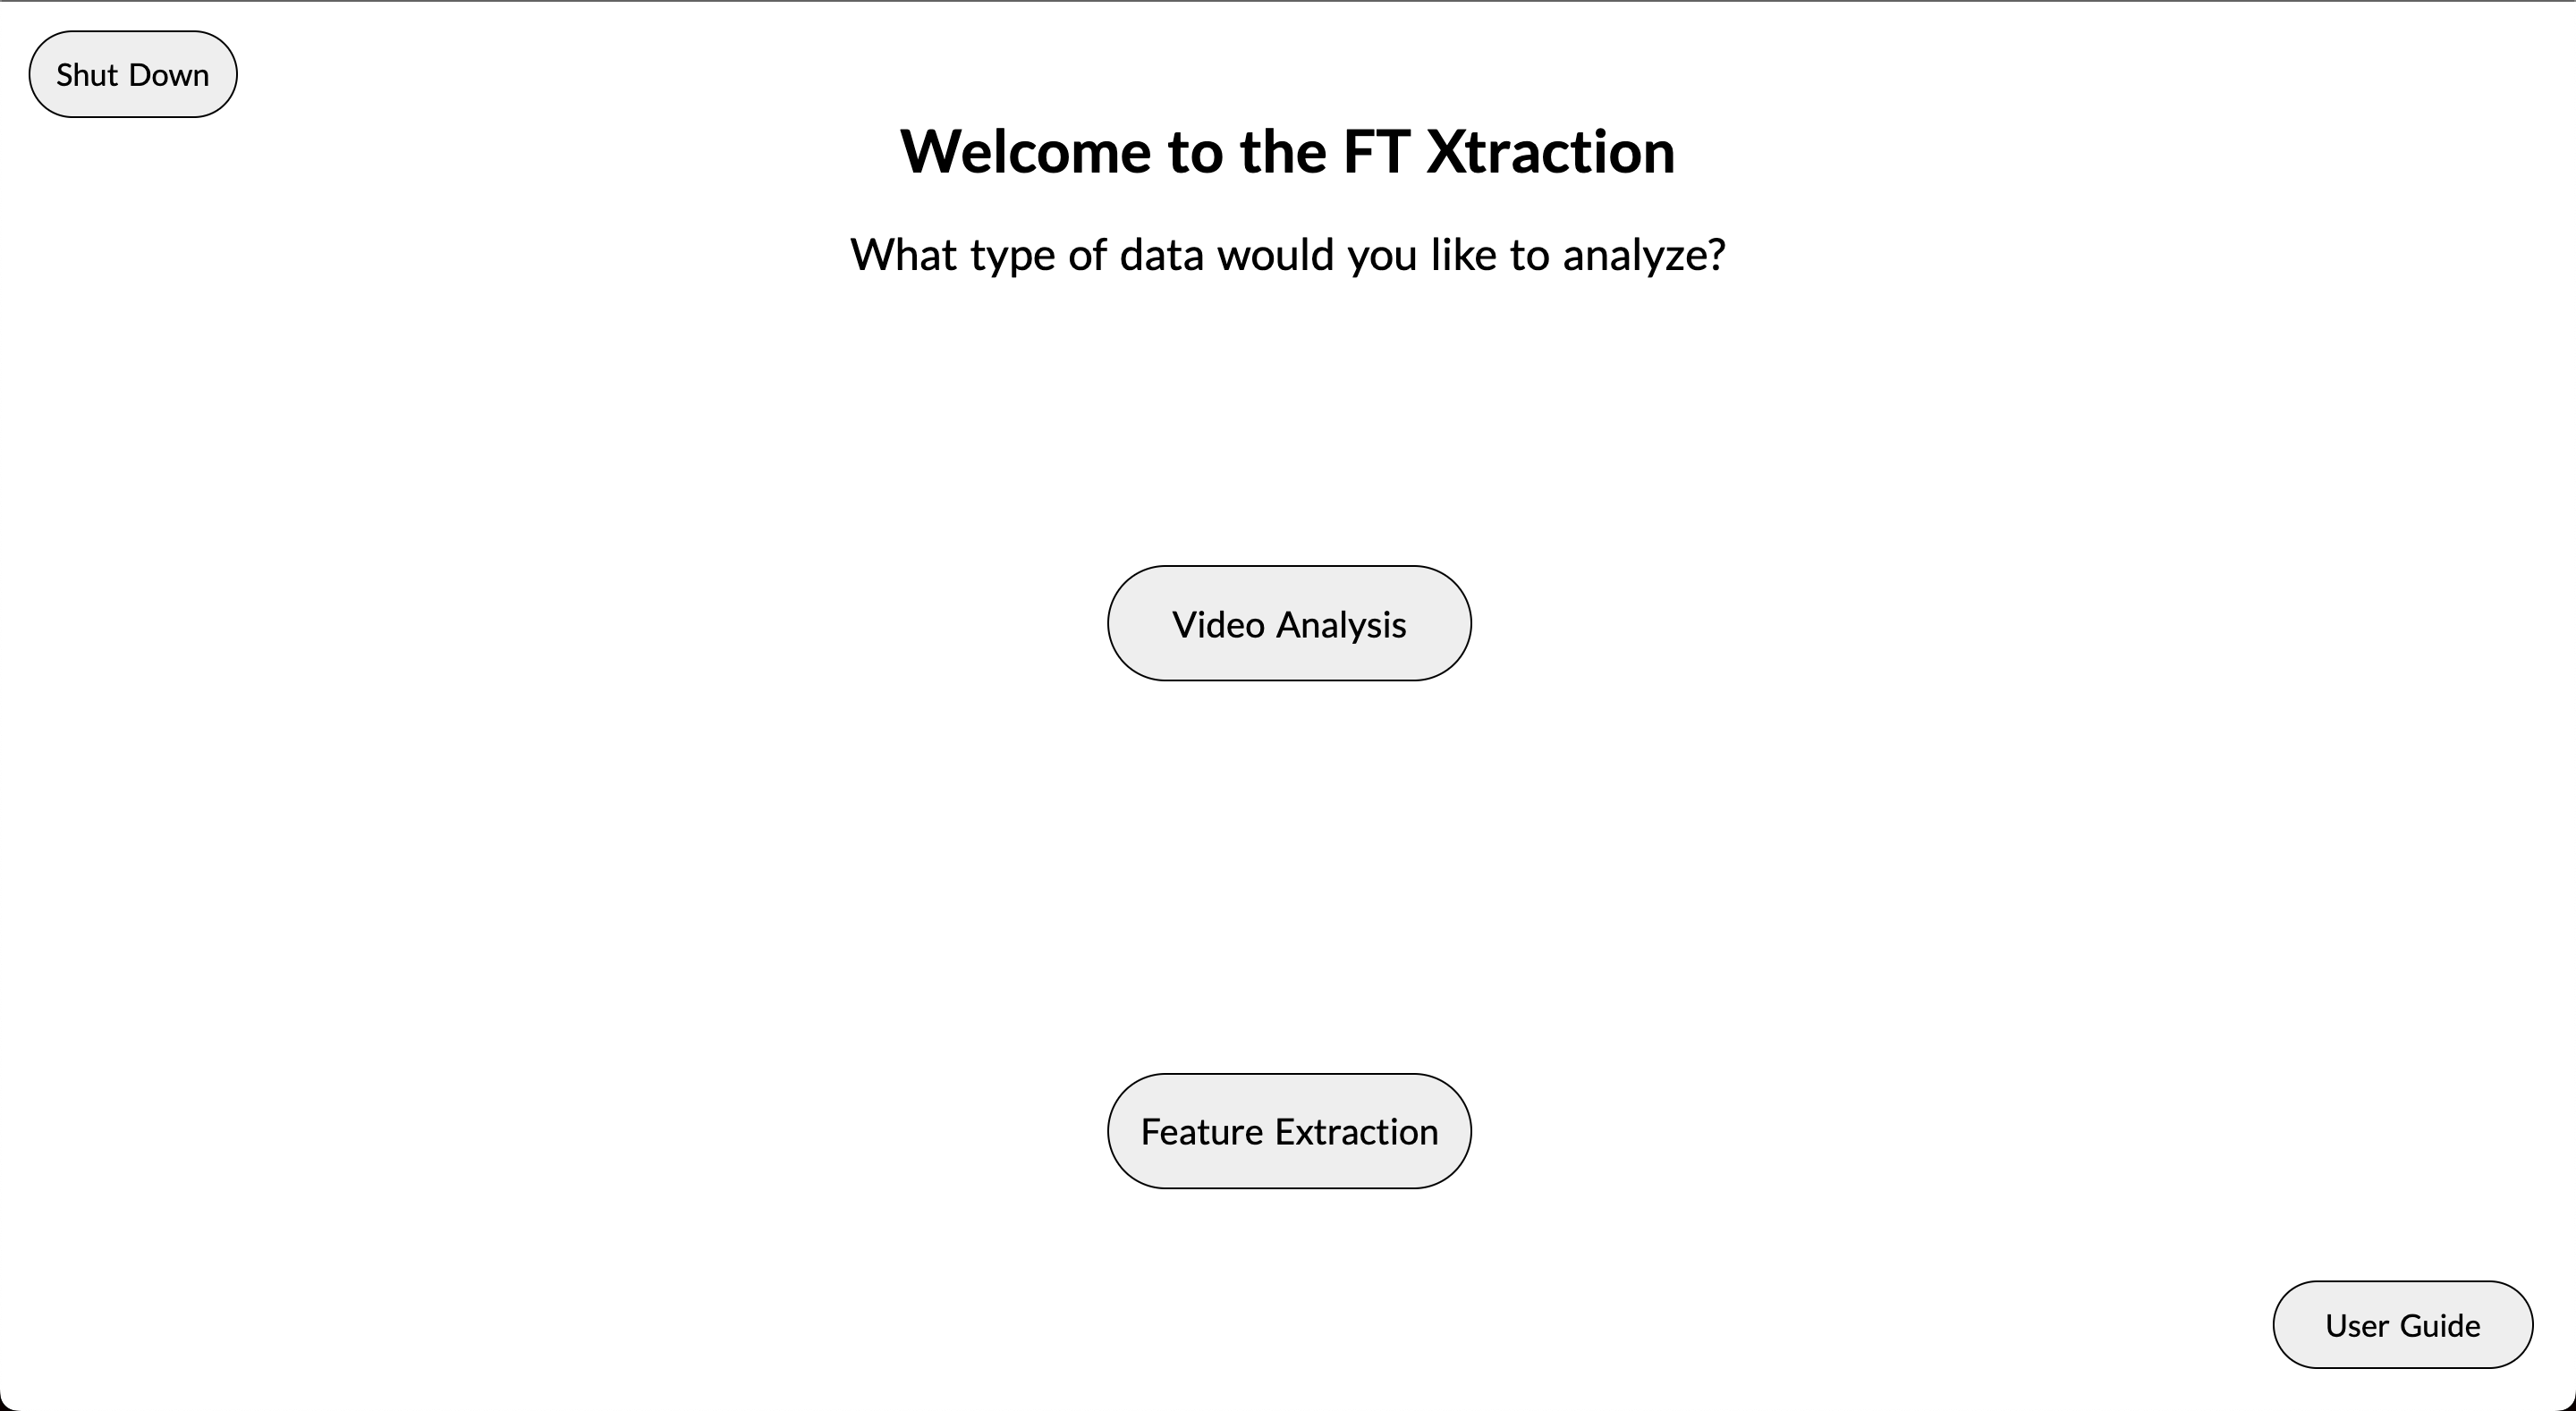 Shut Down
Welcome to the FT Xtraction
What type of data would you like to analyze?
Video Analysis
Feature Extraction
User Guide